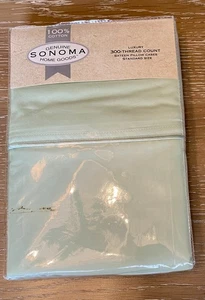 100%
COTTON
GENUINE
SONOMA
HOME GOODS
LUXURY
300-THREAD COUNT
SATEEN PILLOW CASES
STANDARD SIZE